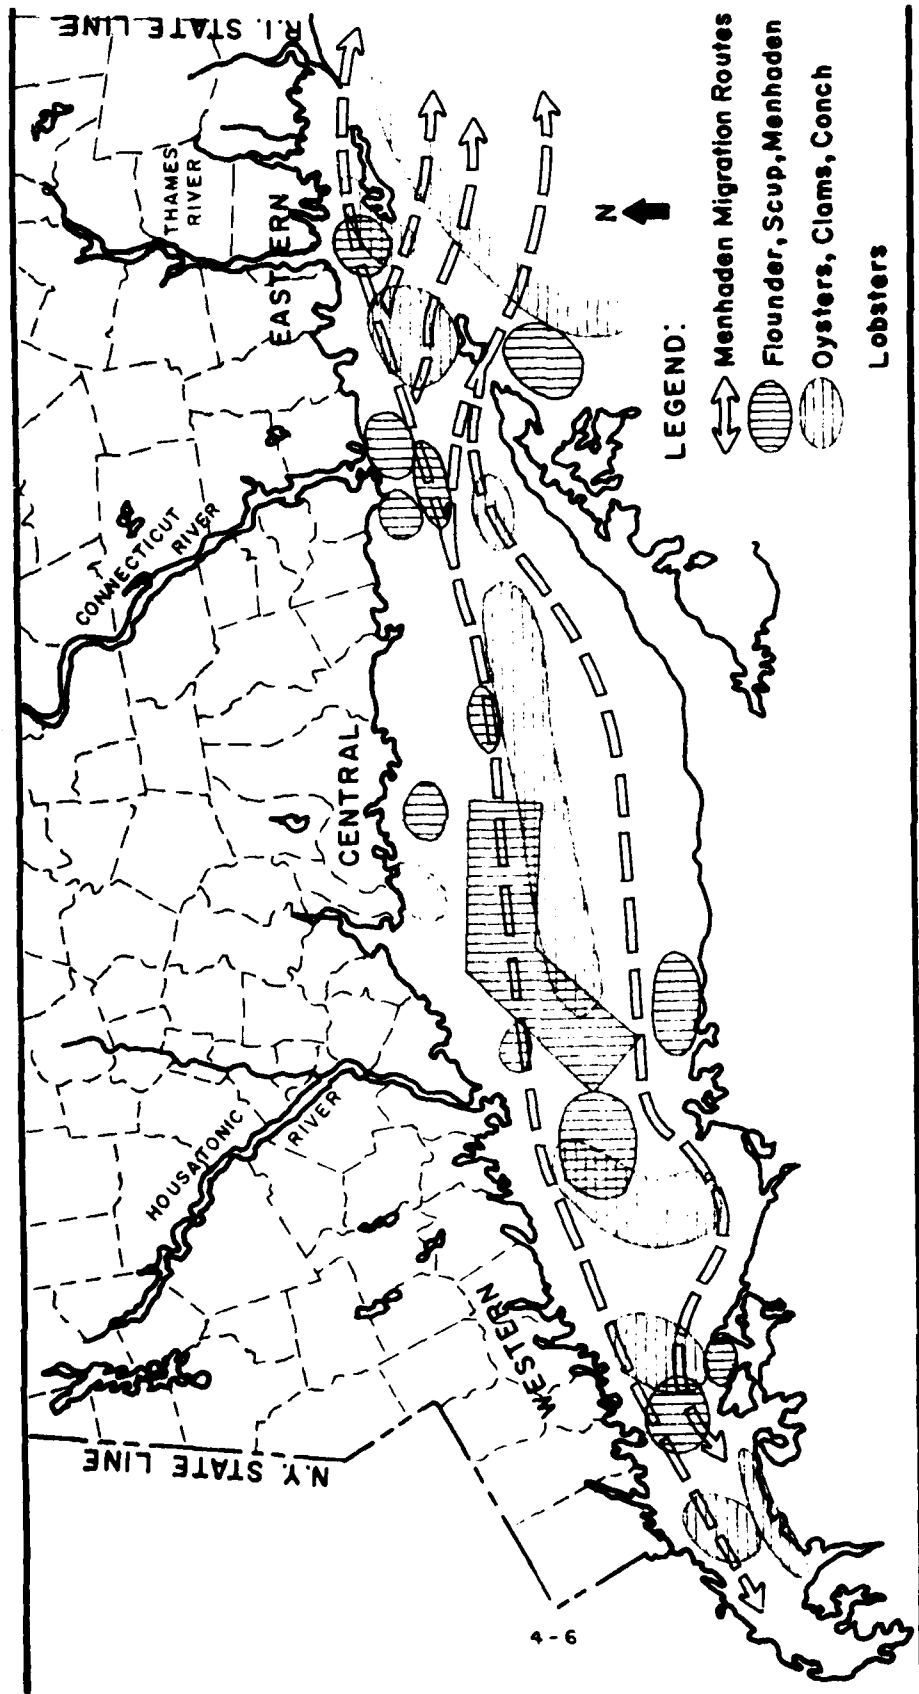 N.Y. STATE LINE
R.I. STATE LINE
HOUSATONIC
RIVER
CONNECTICUT
RIVER
THAMES
RIVER
WESTERN
CENTRAL
EASTERN
N
LEGEND:
Menhaden Migration Routes
Flounder, Scup, Menhaden
Oysters, Clams, Conch
Lobsters
4-6